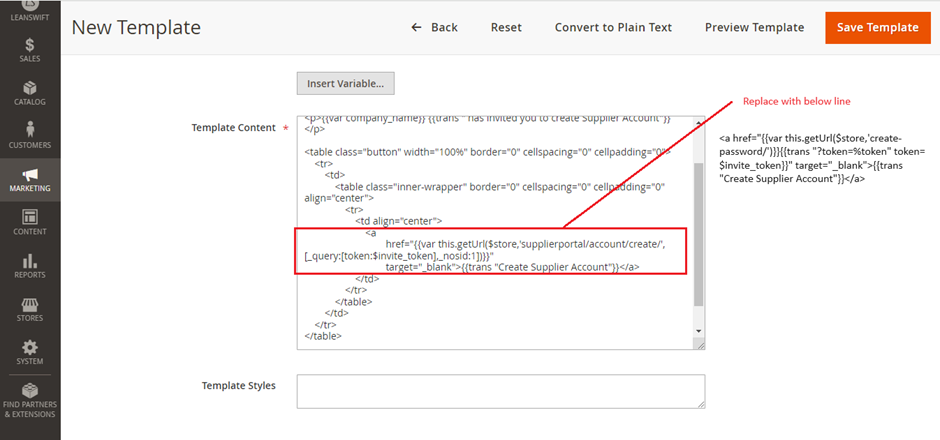 LEANSWIFT
SALES
CATALOG
CUSTOMERS
MARKETING
CONTENT
REPORTS
STORES
SYSTEM
FIND PARTNERS
& EXTENSIONS
New Template
Back
Reset
Convert to Plain Text
Preview Template
Save Template
Insert Variable...
Template Content *
<p>{{var company_name}} {{trans " has invited you to create Supplier Account"}}
</p>
<table class="button" width="100%" border="0" cellspacing="0" cellpadding="0">
<tr>
<td>
<table class="inner-wrapper" border="0" cellspacing="0" cellpadding="0"
align="center">
<tr>
<td align="center">
<a
href="{{var this.getUrl($store,'supplierportal/account/create/',
[_query:[token:$invite_token],_nosid:1])}}"
target="_blank">{{trans "Create Supplier Account"}}</a>
</td>
</tr>
</table>
</td>
</tr>
</table>
Template Styles
Replace with below line
<a href="{{var this.getUrl($store,'create-
password/')}}{{trans "?token=%token" token=
$invite_token}}" target="_blank">{{trans
"Create Supplier Account"}}</a>